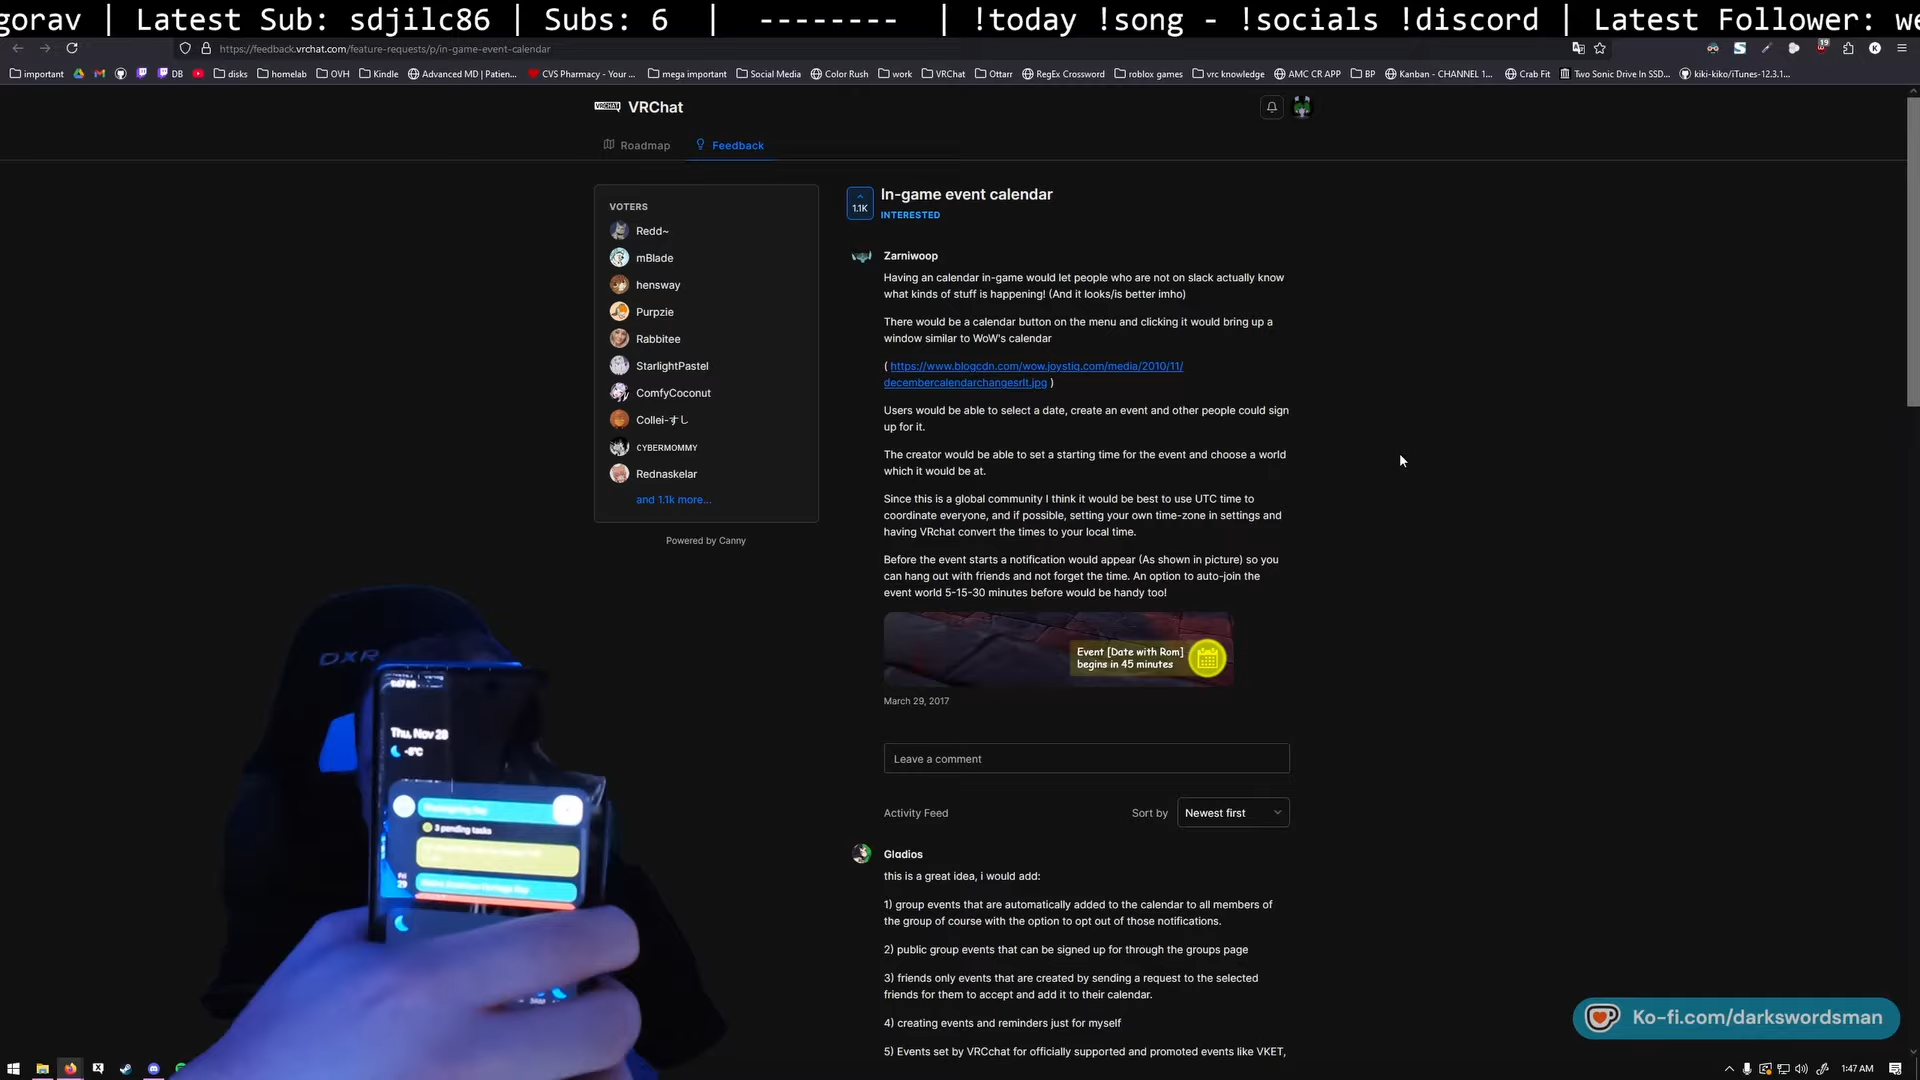 gorav | Latest Sub: sdjilc86 | Subs: 6 | -------- | !today !song - !socials !discord | Latest Follower: we
https://feedback.vrchat.com/feature-requests/p/in-game-event-calendar
19
K
important
DB
disks
homelab
OVH
Kindle
Advanced MD | Patien...
CVS Pharmacy - Your ...
mega important
Social Media
Color Rush
work
VRChat
Ottarr
RegEx Crossword
roblox games
vrc knowledge
AMC CR APP
BP
Kanban - CHANNEL 1...
Crab Fit
Two Sonic Drive In SSD...
kiki-kiko/iTunes-12.3.1...
VRCHAT VRChat
Roadmap
Feedback
VOTERS
Redd~
mBlade
hensway
Purpzie
Rabbitee
StarlightPastel
ComfyCoconut
Collei-すし
ᴄʏʙᴇʀᴍᴏᴍᴍʏ
Rednaskelar
and 1.1k more...
Powered by Canny
1.1K
In-game event calendar
INTERESTED
Zarniwoop
Having an calendar in-game would let people who are not on slack actually know
what kinds of stuff is happening! (And it looks/is better imho)
There would be a calendar button on the menu and clicking it would bring up a
window similar to WoW's calendar
( https://www.blogcdn.com/wow.joystiq.com/media/2010/11/
decembercalendarchangesrlt.jpg )
Users would be able to select a date, create an event and other people could sign
up for it.
The creator would be able to set a starting time for the event and choose a world
which it would be at.
Since this is a global community I think it would be best to use UTC time to
coordinate everyone, and if possible, setting your own time-zone in settings and
having VRchat convert the times to your local time.
Before the event starts a notification would appear (As shown in picture) so you
can hang out with friends and not forget the time. An option to auto-join the
event world 5-15-30 minutes before would be handy too!
Event [Date with Rom]
begins in 45 minutes
March 29, 2017
Leave a comment
Activity Feed
Sort by
Newest first
Gladios
this is a great idea, i would add:
1) group events that are automatically added to the calendar to all members of
the group of course with the option to opt out of those notifications.
2) public group events that can be signed up for through the groups page
3) friends only events that are created by sending a request to the selected
friends for them to accept and add it to their calendar.
4) creating events and reminders just for myself
5) Events set by VRCchat for officially supported and promoted events like VKET,
DXR
Thu, Nov 28
3 pending tasks
Fri
29
Ko-fi.com/darkswordsman
1:47 AM